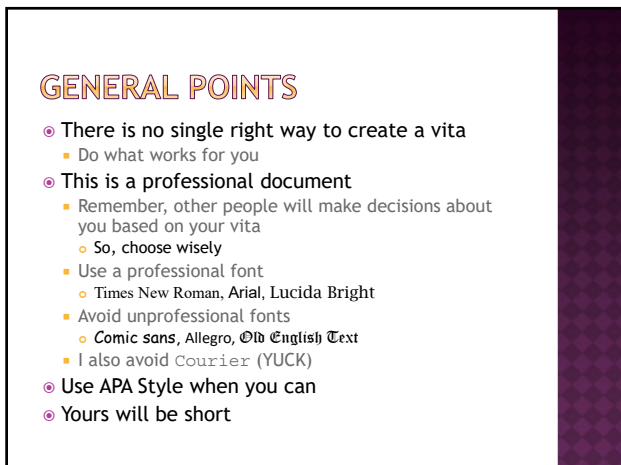 GENERAL POINTS
There is no single right way to create a vita
Do what works for you
This is a professional document
Remember, other people will make decisions about
you based on your vita
So, choose wisely
Use a professional font
Times New Roman, Arial, Lucida Bright
Avoid unprofessional fonts
Comic sans, Allegro, Old English Text
I also avoid Courier (YUCK)
Use APA Style when you can
Yours will be short